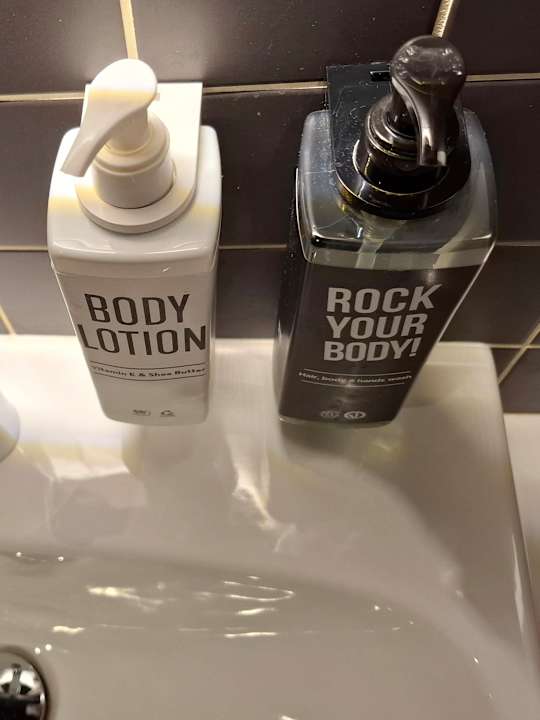 BODY
LOTION
Vitamin E & Shea Butter
ROCK
YOUR
BODY!
Hair, body & hands wash